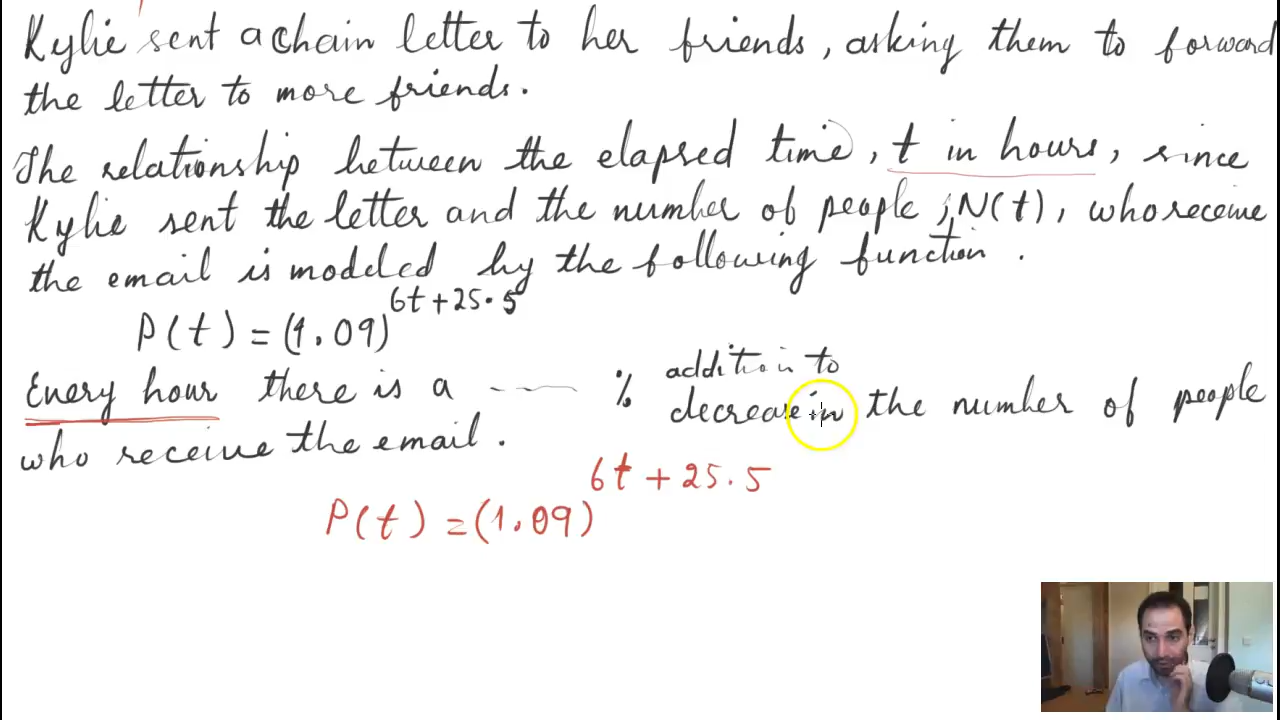 Kylie sent a chain letter to her friends, asking them to forward
the letter to more friends.
The relationship between the elapsed time, t in hours, since
Kylie sent the letter and the number of people, N(t), who receive
the email is modeled by the following function.
P(t) = (1.09)^6t+25.5
Every hour there is a ------ % addition to
decrease in the number of people
who receive the email.
P(t) = (1.09)^6t+25.5